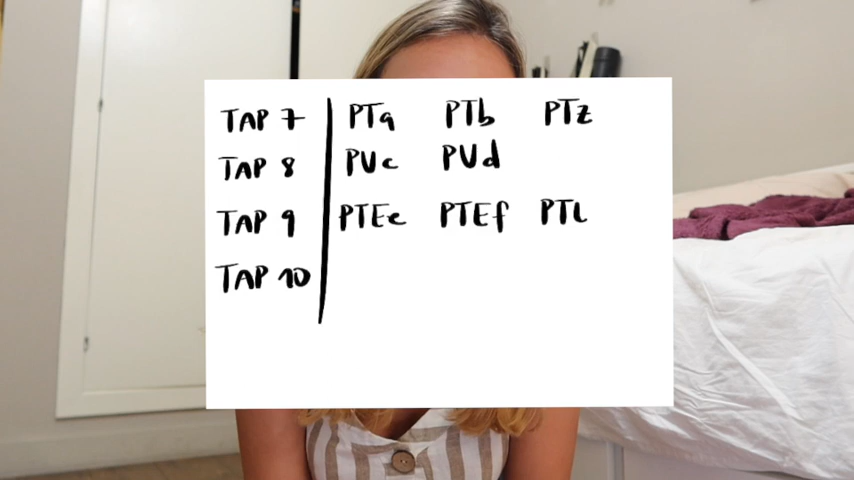 TAP 7 PTa PTb PTz
TAP 8 PUc PUd
TAP 9 PTEe PTEf PTL
TAP 10